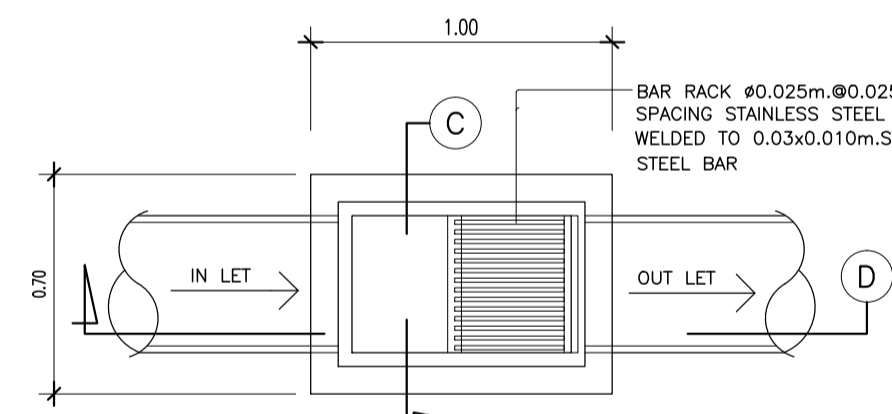 1.00
C
BAR RACK ø0.025m.@0.025
SPACING STAINLESS STEEL
WELDED TO 0.03x0.010m.S
STEEL BAR
0.70
IN LET
OUT LET
D